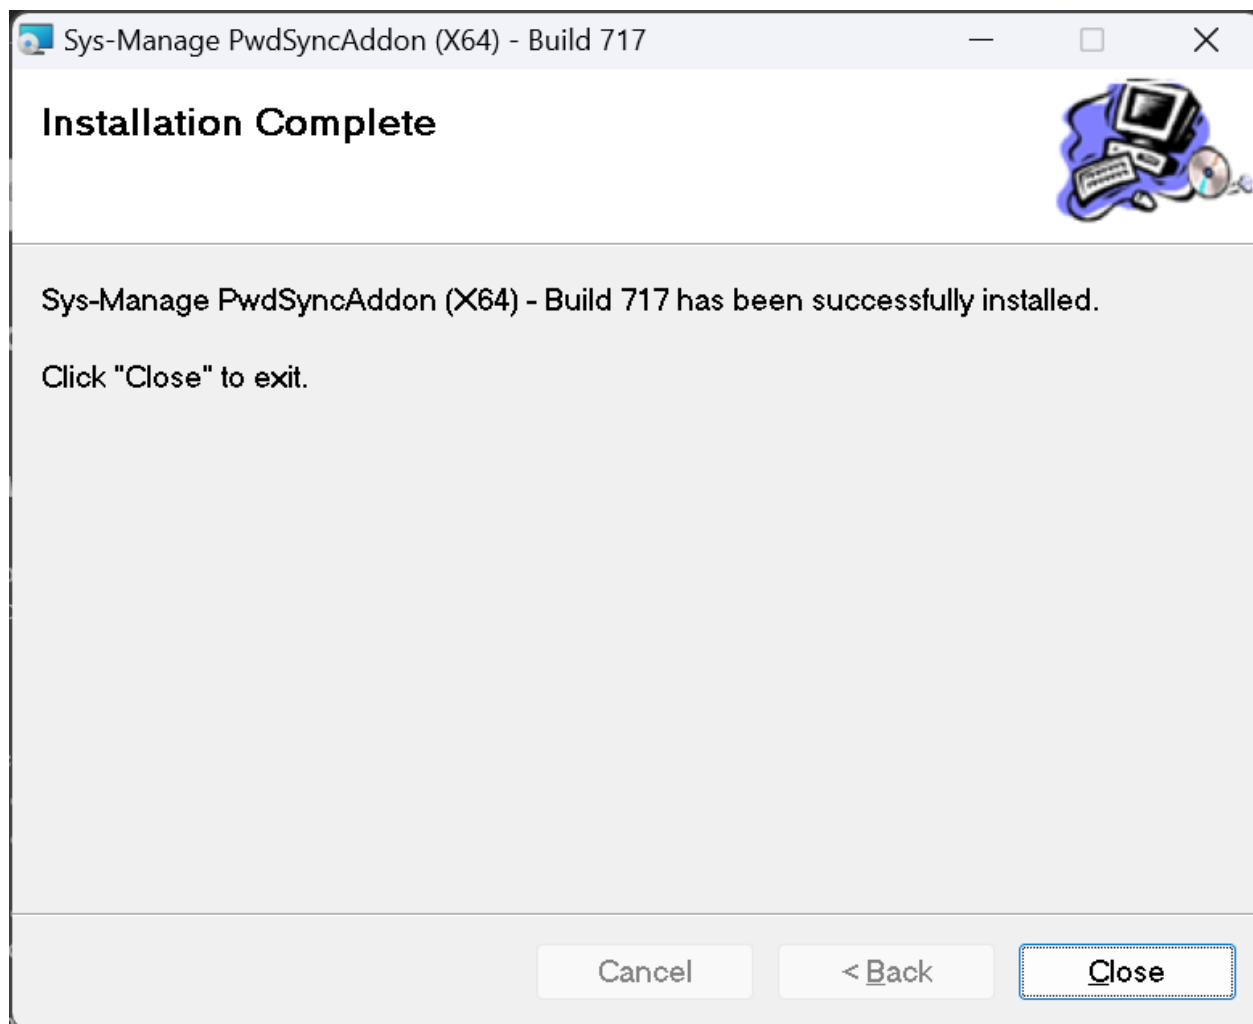 Sys-Manage PwdSyncAddon (X64) - Build 717
Installation Complete
Sys-Manage PwdSyncAddon (X64) - Build 717 has been successfully installed.
Click "Close" to exit.
Cancel
< Back
Close